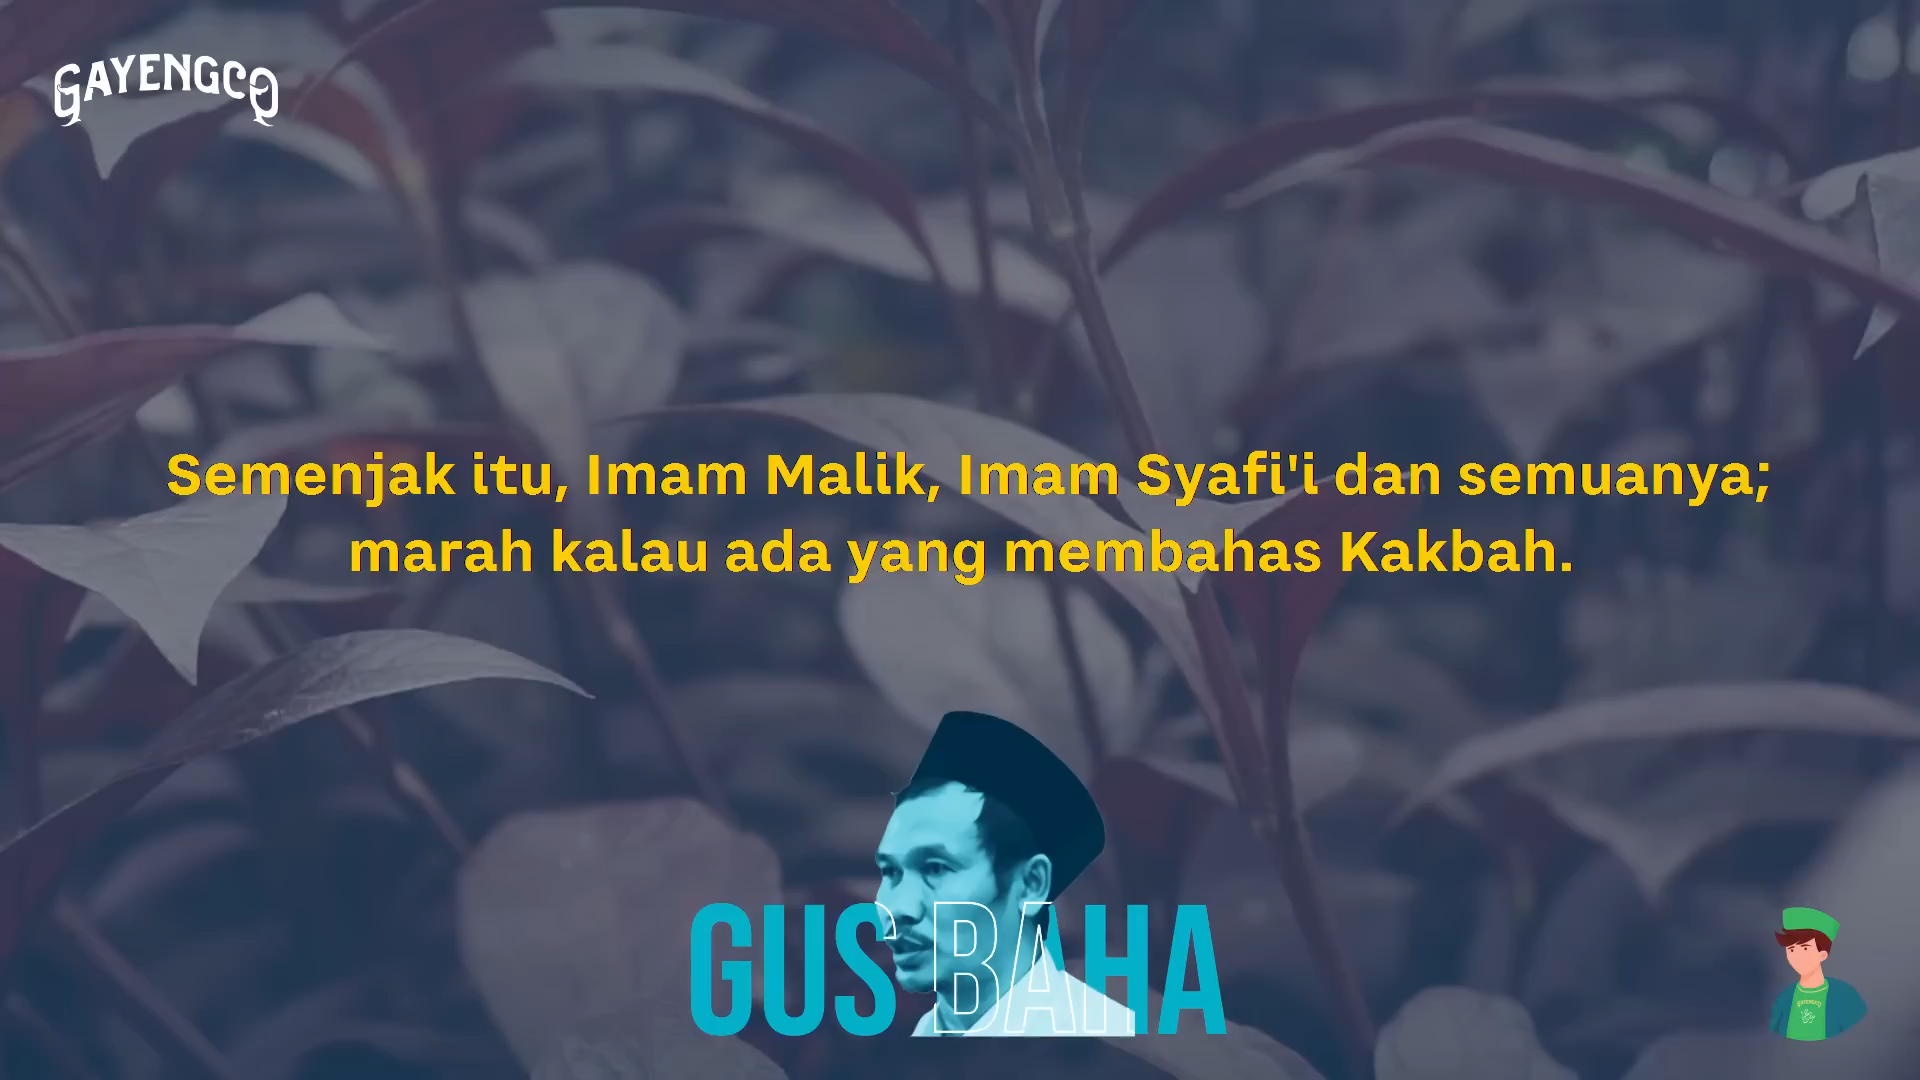 GAYENGCO
Semenjak itu, Imam Malik, Imam Syafi'i dan semuanya;
marah kalau ada yang membahas Kakbah.
GUS BAHA